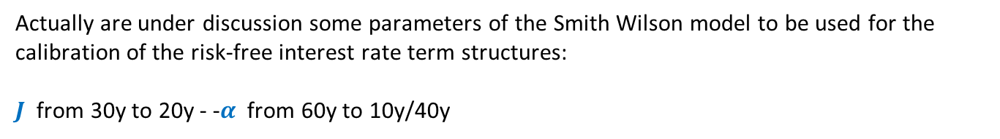 Actually are under discussion some parameters of the Smith Wilson model to be used for the
calibration of the risk-free interest rate term structures:
J from 30y to 20y - -α from 60y to 10y/40y